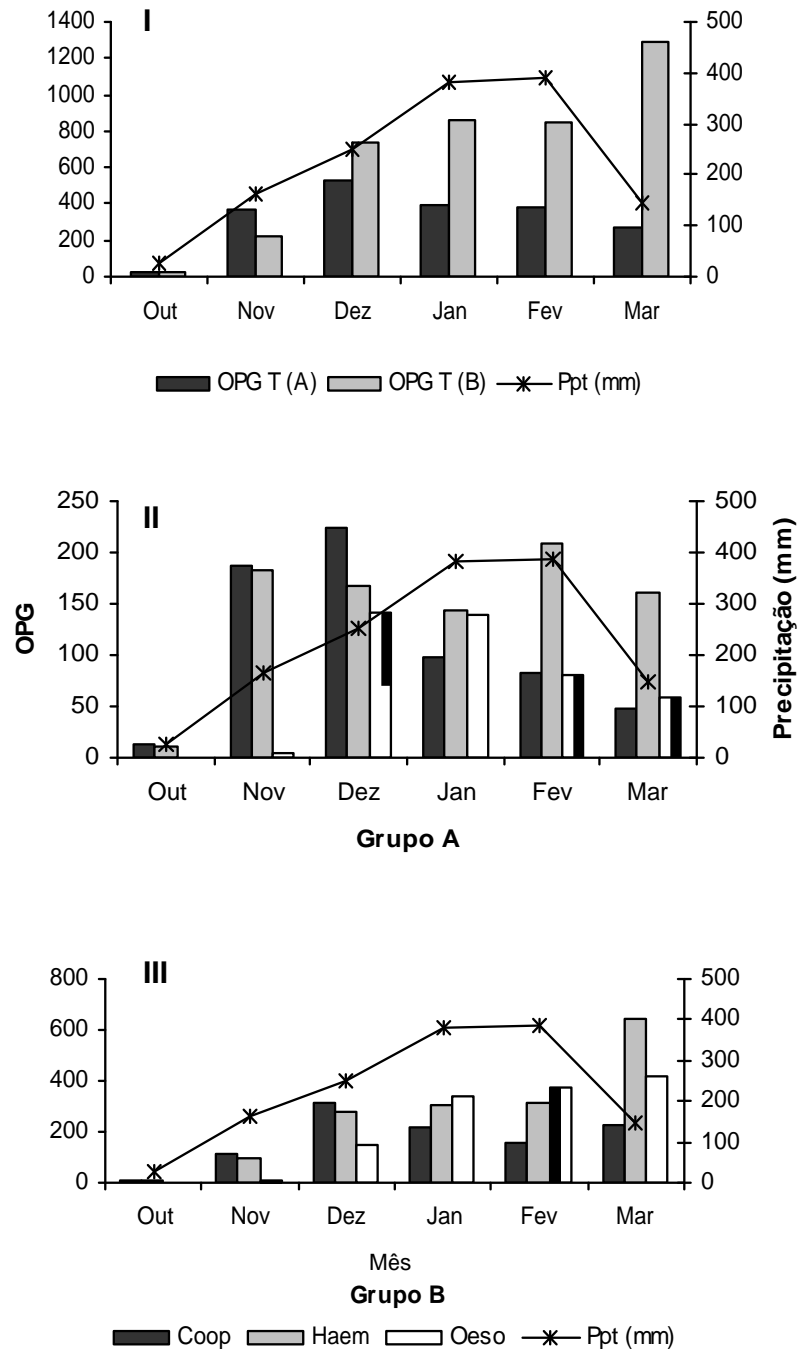 I
1400
1200
1000
800
600
400
200
0
500
400
300
200
100
0
Out Nov Dez Jan Fev Mar
OPG T (A) OPG T (B) Ppt (mm)
II
250
200
150
100
50
0
OPG
500
400
300
200
100
0
Precipitação (mm)
Out Nov Dez Jan Fev Mar
Grupo A
III
800
600
400
200
0
500
400
300
200
100
0
Out Nov Dez Jan Fev Mar
Mês
Grupo B
Coop Haem Oeso Ppt (mm)